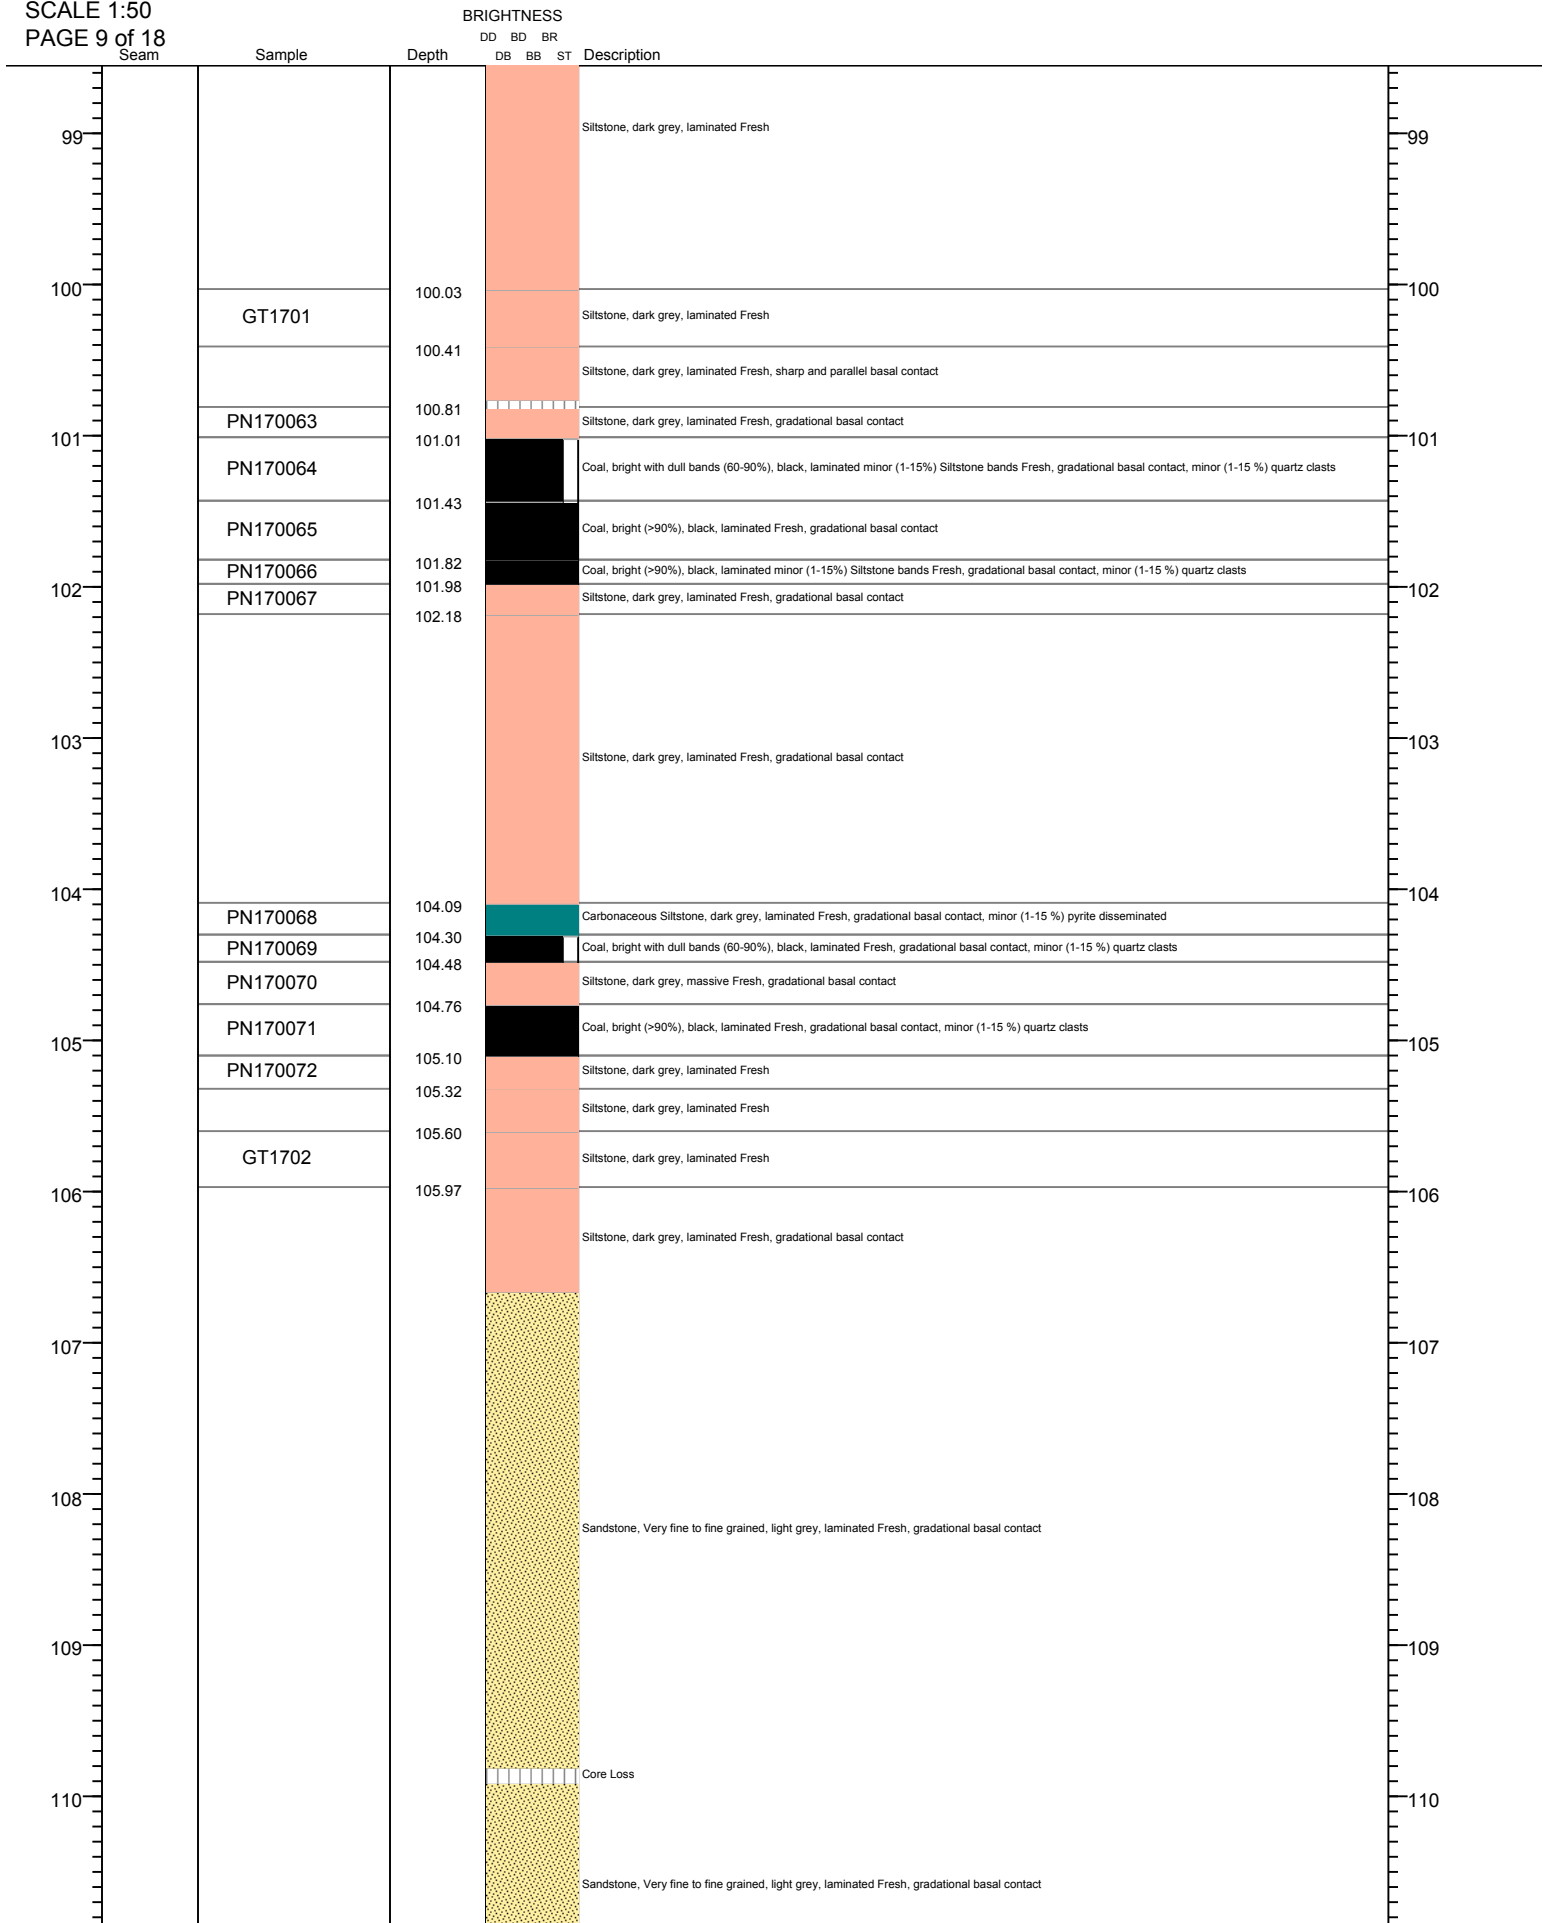 SCALE 1:50
PAGE 9 of 18
BRIGHTNESS
DD BD BR
Seam Sample Depth DB BB ST Description
Siltstone, dark grey, laminated Fresh
99 99
100 100
100.03
GT1701 Siltstone, dark grey, laminated Fresh
100.41
Siltstone, dark grey, laminated Fresh, sharp and parallel basal contact
100.81
PN170063 Siltstone, dark grey, laminated Fresh, gradational basal contact
101 101.01 101
PN170064 Coal, bright with dull bands (60-90%), black, laminated minor (1-15%) Siltstone bands Fresh, gradational basal contact, minor (1-15 %) quartz clasts
101.43
PN170065 Coal, bright (>90%), black, laminated Fresh, gradational basal contact
101.82
PN170066 Coal, bright (>90%), black, laminated minor (1-15%) Siltstone bands Fresh, gradational basal contact, minor (1-15 %) quartz clasts
102 101.98 102
PN170067 Siltstone, dark grey, laminated Fresh, gradational basal contact
102.18
103 103
Siltstone, dark grey, laminated Fresh, gradational basal contact
104 104
104.09
PN170068 Carbonaceous Siltstone, dark grey, laminated Fresh, gradational basal contact, minor (1-15 %) pyrite disseminated
104.30
PN170069 Coal, bright with dull bands (60-90%), black, laminated Fresh, gradational basal contact, minor (1-15 %) quartz clasts
104.48
PN170070 Siltstone, dark grey, massive Fresh, gradational basal contact
104.76
PN170071 Coal, bright (>90%), black, laminated Fresh, gradational basal contact, minor (1-15 %) quartz clasts
105 105
105.10
PN170072 Siltstone, dark grey, laminated Fresh
105.32
Siltstone, dark grey, laminated Fresh
105.60
GT1702 Siltstone, dark grey, laminated Fresh
106 105.97 106
Siltstone, dark grey, laminated Fresh, gradational basal contact
107 107
108 108
Sandstone, Very fine to fine grained, light grey, laminated Fresh, gradational basal contact
109 109
Core Loss
110 110
Sandstone, Very fine to fine grained, light grey, laminated Fresh, gradational basal contact